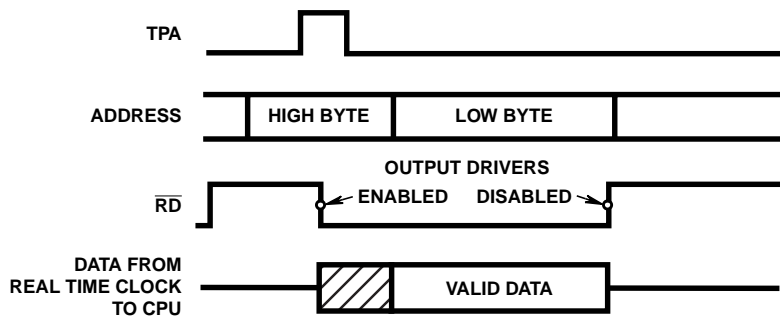 TPA
ADDRESS
HIGH BYTE
LOW BYTE
OUTPUT DRIVERS
RD
ENABLED
DISABLED
DATA FROM
REAL TIME CLOCK
TO CPU
VALID DATA